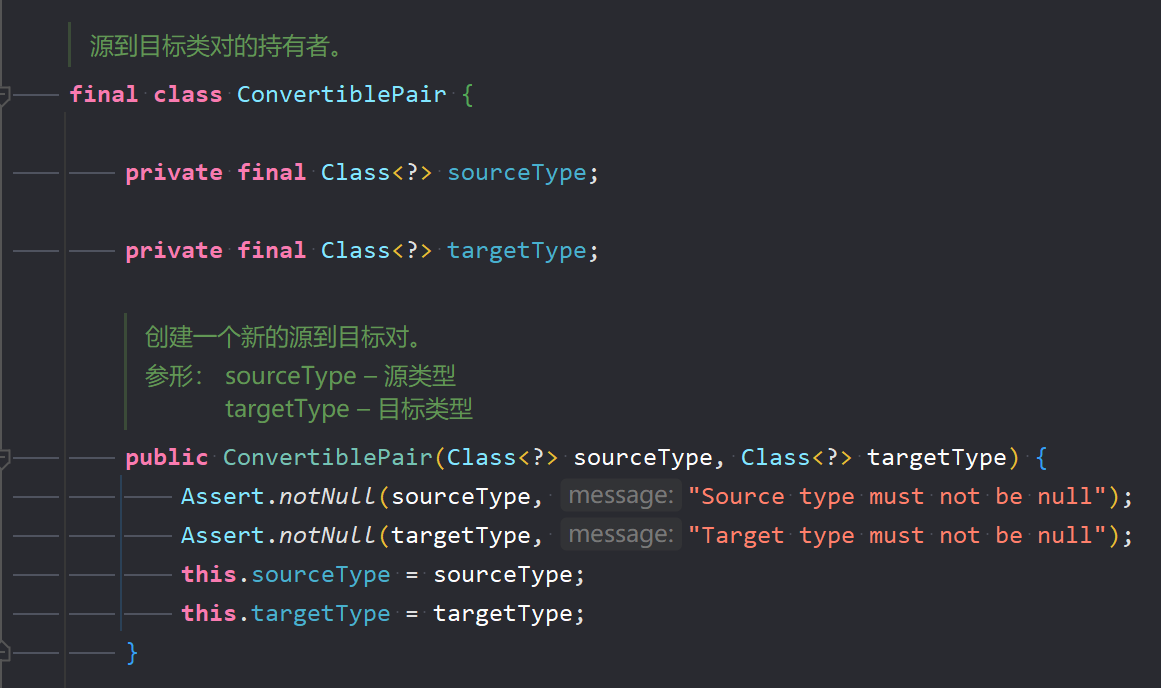 源到目标类对的持有者。
final class ConvertiblePair {
private final Class<?> sourceType;
private final Class<?> targetType;
创建一个新的源到目标对。
参形： sourceType – 源类型
targetType – 目标类型
public ConvertiblePair(Class<?> sourceType, Class<?> targetType) {
Assert.notNull(sourceType, message: "Source type must not be null");
Assert.notNull(targetType, message: "Target type must not be null");
this.sourceType = sourceType;
this.targetType = targetType;
}